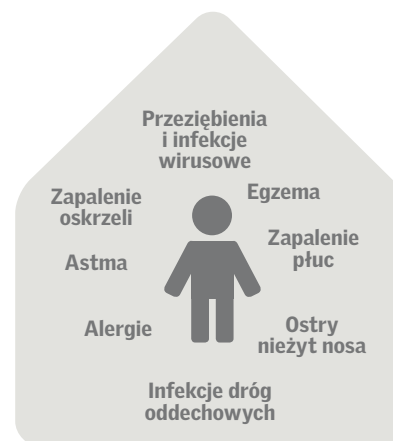 Przeziębienia
i infekcje
wirusowe
Zapalenie
oskrzeli
Egzema
Astma
Zapalenie
płuc
Alergie
Ostry
nieżyt nosa
Infekcje dróg
oddechowych